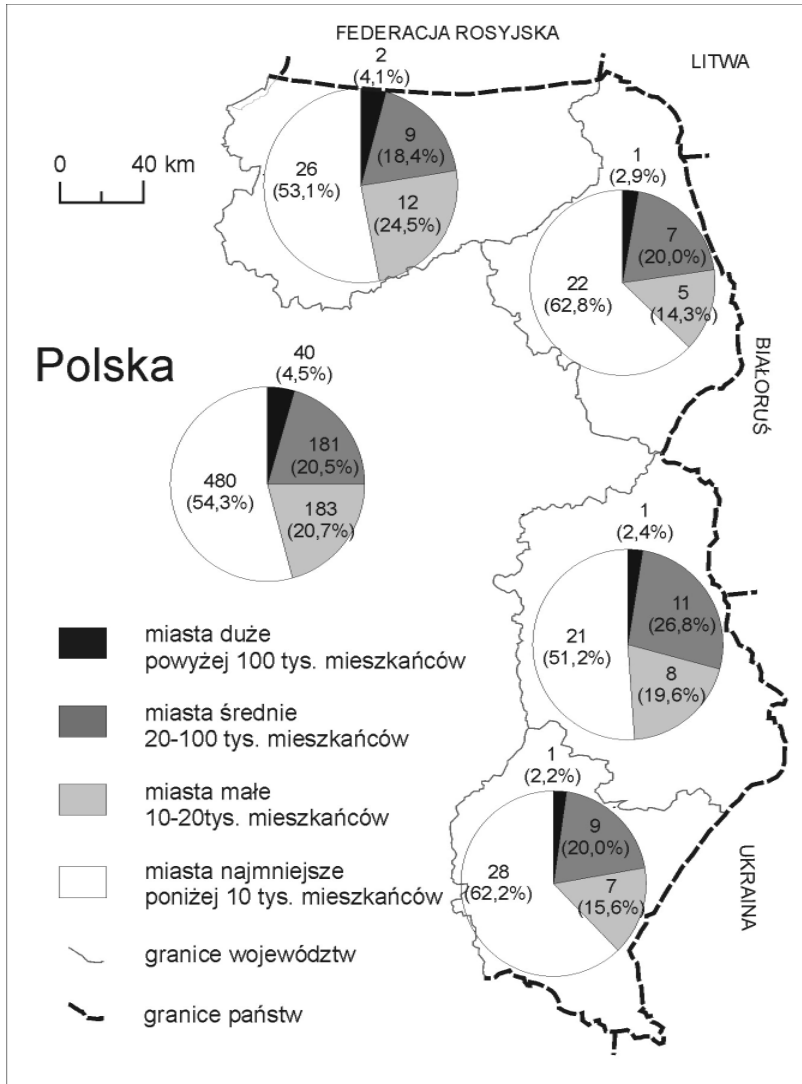 FEDERACJA ROSYJSKA
LITWA
2
(4,1%)
9
(18,4%)
12
(24,5%)
26
(53,1%)
0 40 km
1
(2,9%)
7
(20,0%)
5
(14,3%)
22
(62,8%)
BIAŁORUŚ
Polska
40
(4,5%)
181
(20,5%)
183
(20,7%)
480
(54,3%)
1
(2,4%)
11
(26,8%)
8
(19,6%)
21
(51,2%)
1
(2,2%)
9
(20,0%)
7
(15,6%)
28
(62,2%)
UKRAINA
miasta duże
powyżej 100 tys. mieszkańców
miasta średnie
20-100 tys. mieszkańców
miasta małe
10-20tys. mieszkańców
miasta najmniejsze
poniżej 10 tys. mieszkańców
granice województw
granice państw